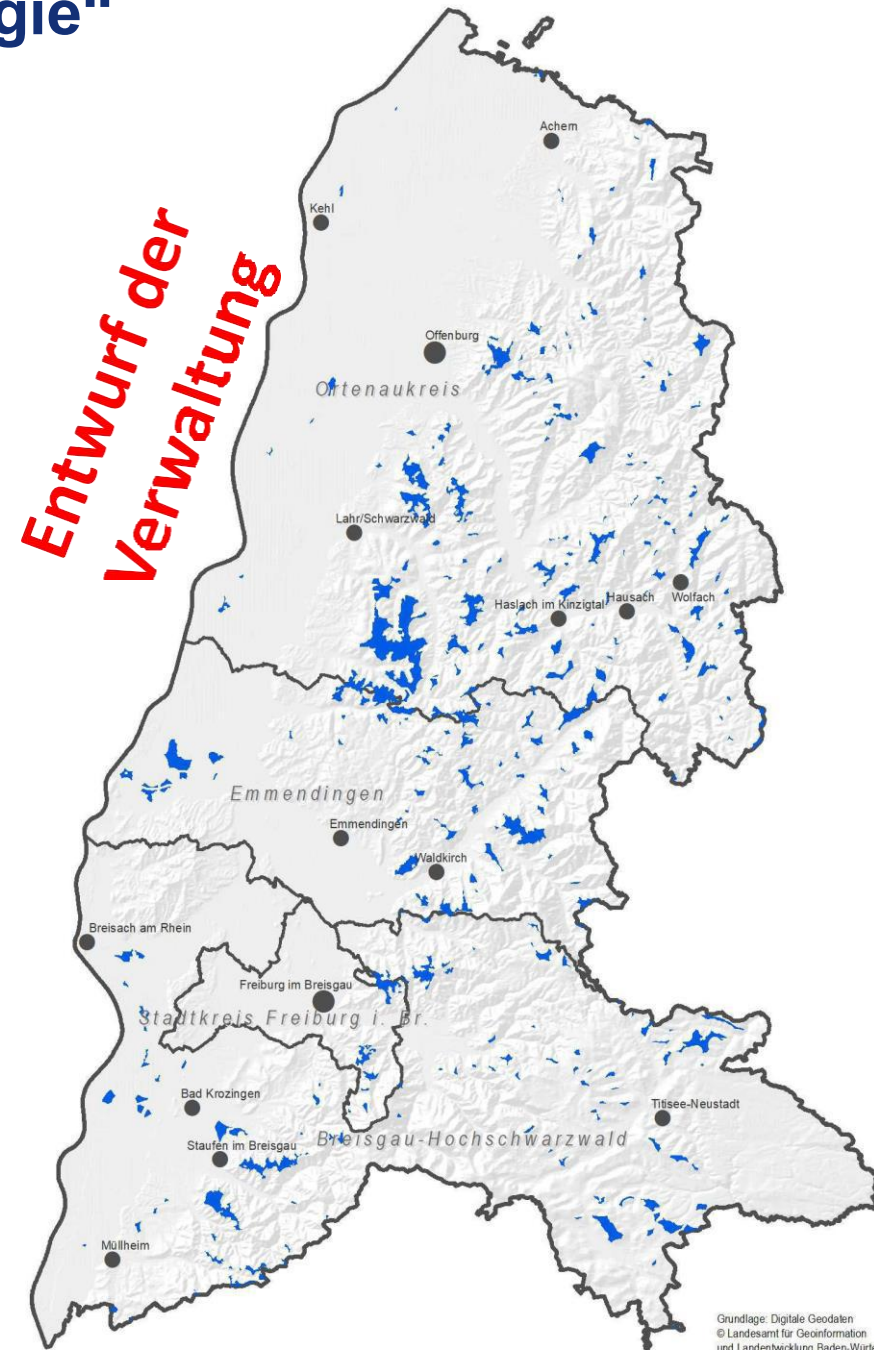 gie"
Entwurf der
Verwaltung
Achern
Kehl
Offenburg
Ortenaukreis
Lahr/Schwarzwald
Haslach im Kinzigtal
Hausach
Wolfach
Emmendingen
Emmendingen
Waldkirch
Breisach am Rhein
Freiburg im Breisgau
Stadtkreis Freiburg i. Br.
Bad Krozingen
Titisee-Neustadt
Staufen im Breisgau
Breisgau-Hochschwarzwald
Müllheim
Grundlage: Digitale Geodaten
© Landesamt für Geoinformation
und Landentwicklung